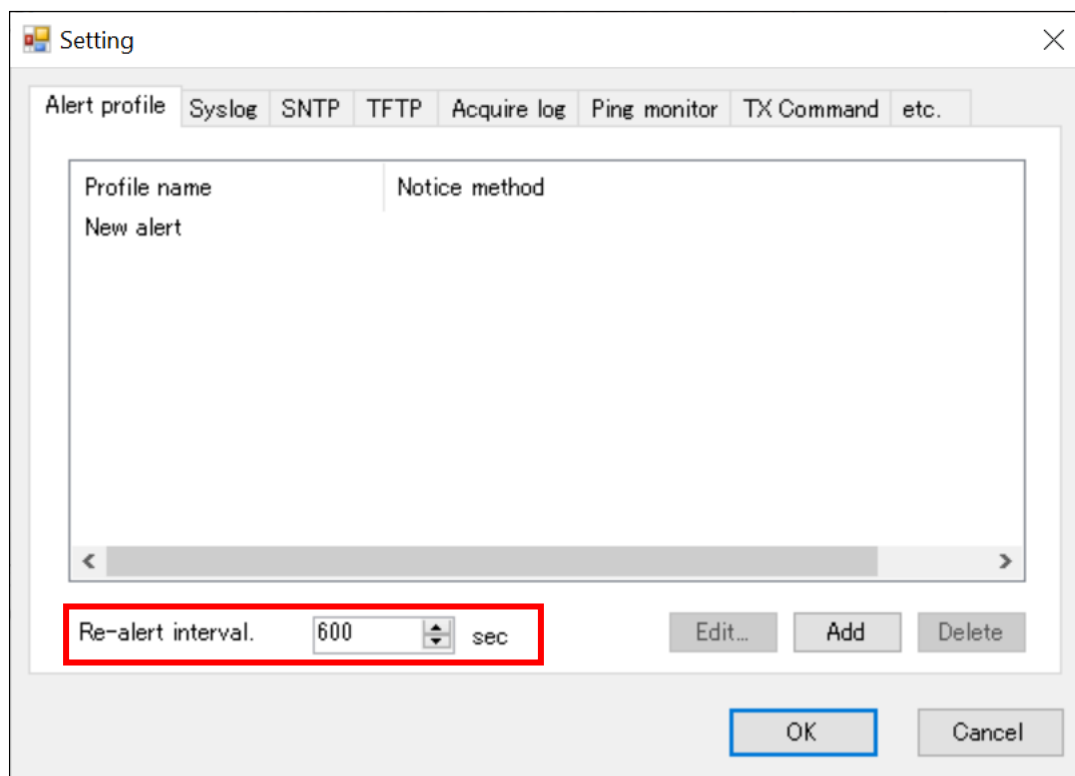 Setting
Alert profile Syslog SNTP TFTP Acquire log Ping monitor TX Command etc.
Profile name Notice method
New alert
Re-alert interval. 600 sec Edit... Add Delete
OK Cancel